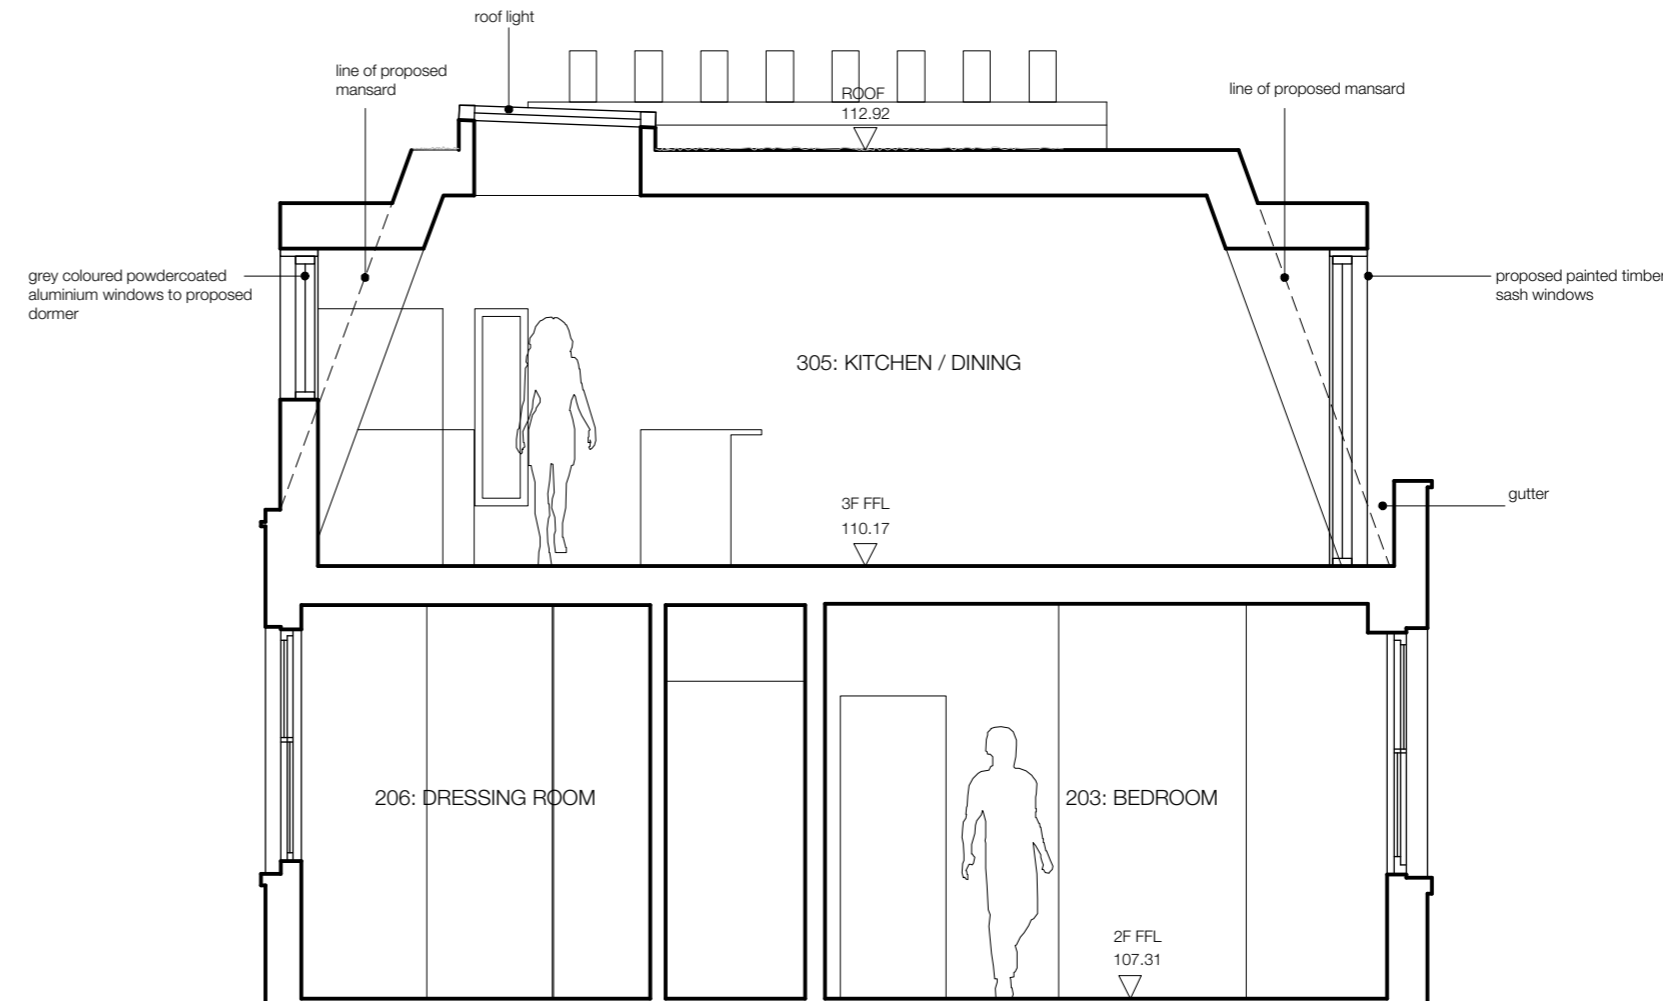 roof light
line of proposed
mansard
ROOF
112.92
line of proposed mansard
grey coloured powdercoated
aluminium windows to proposed
dormer
proposed painted timber
sash windows
305: KITCHEN / DINING
3F FFL
110.17
gutter
206: DRESSING ROOM
203: BEDROOM
2F FFL
107.31